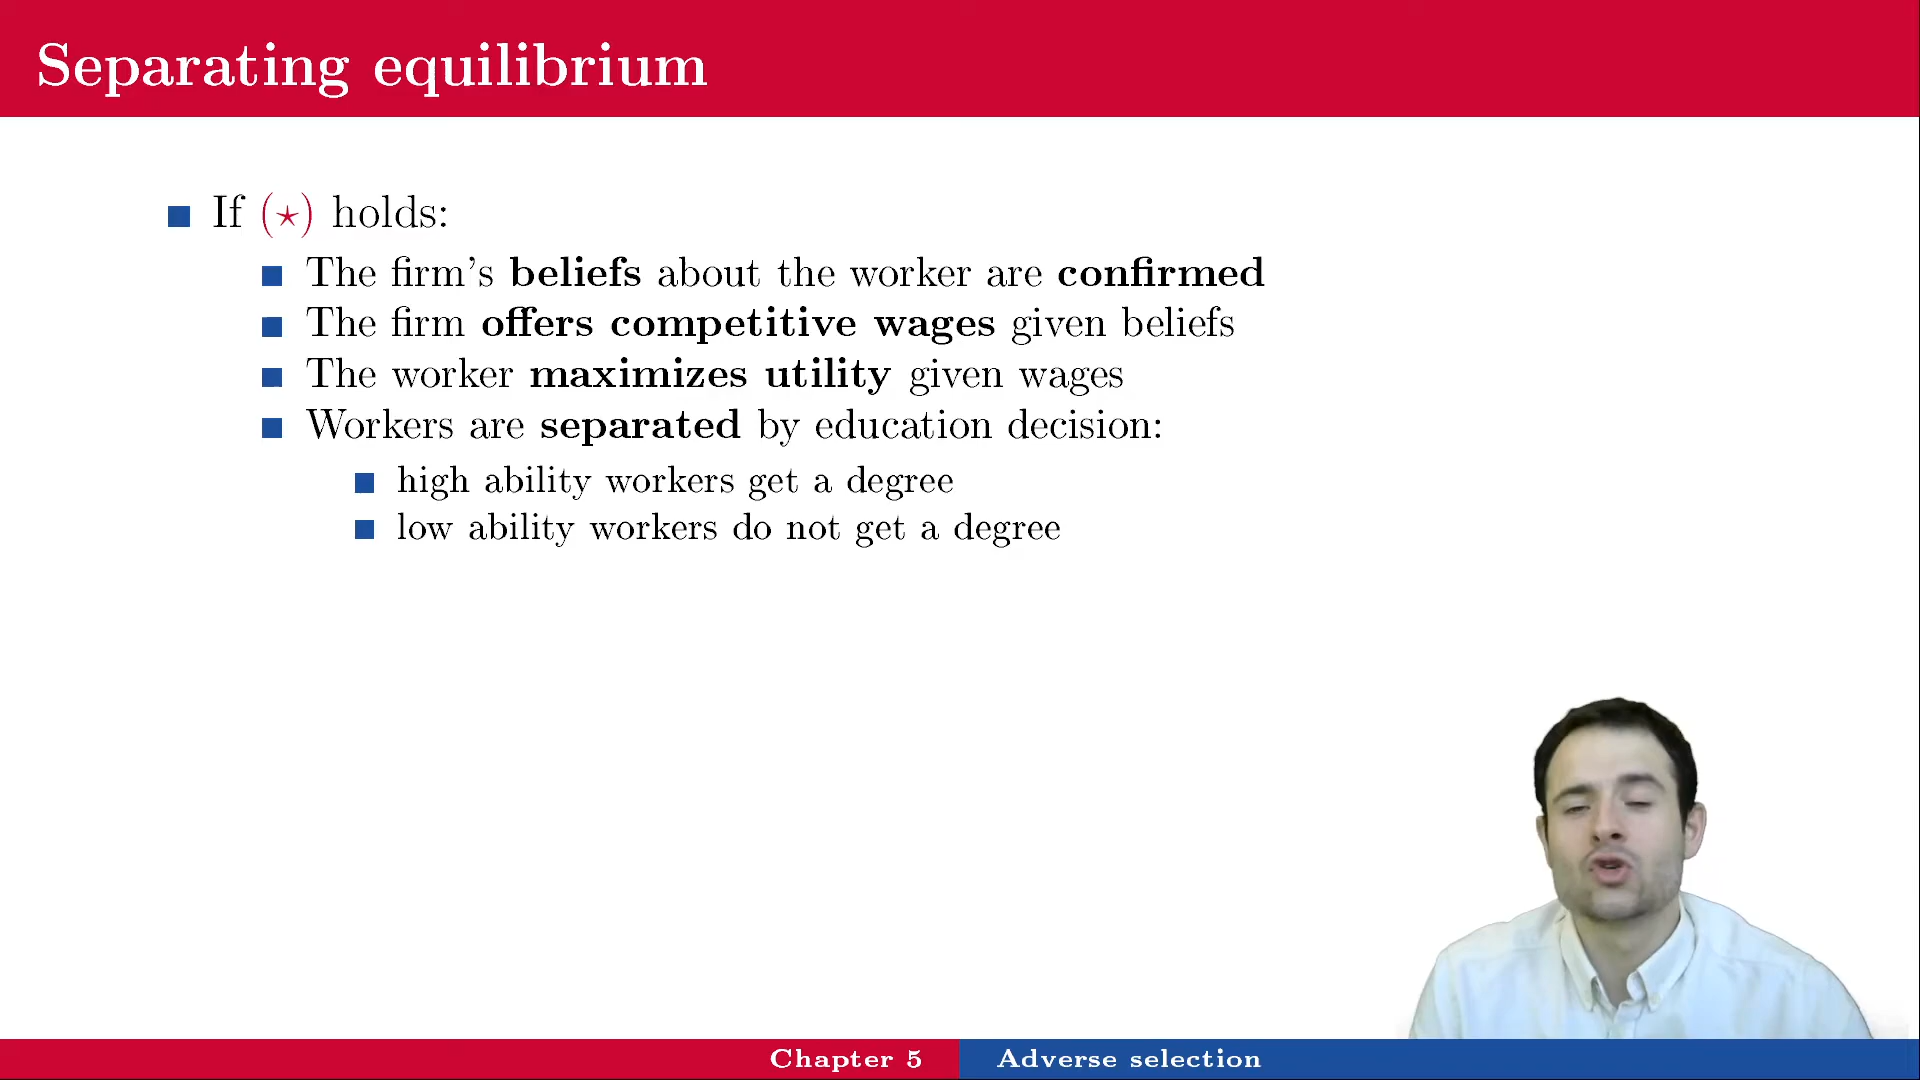 Separating equilibrium
If (⋆) holds:
The firm's beliefs about the worker are confirmed
The firm offers competitive wages given beliefs
The worker maximizes utility given wages
Workers are separated by education decision:
high ability workers get a degree
low ability workers do not get a degree
Chapter 5
Adverse selection